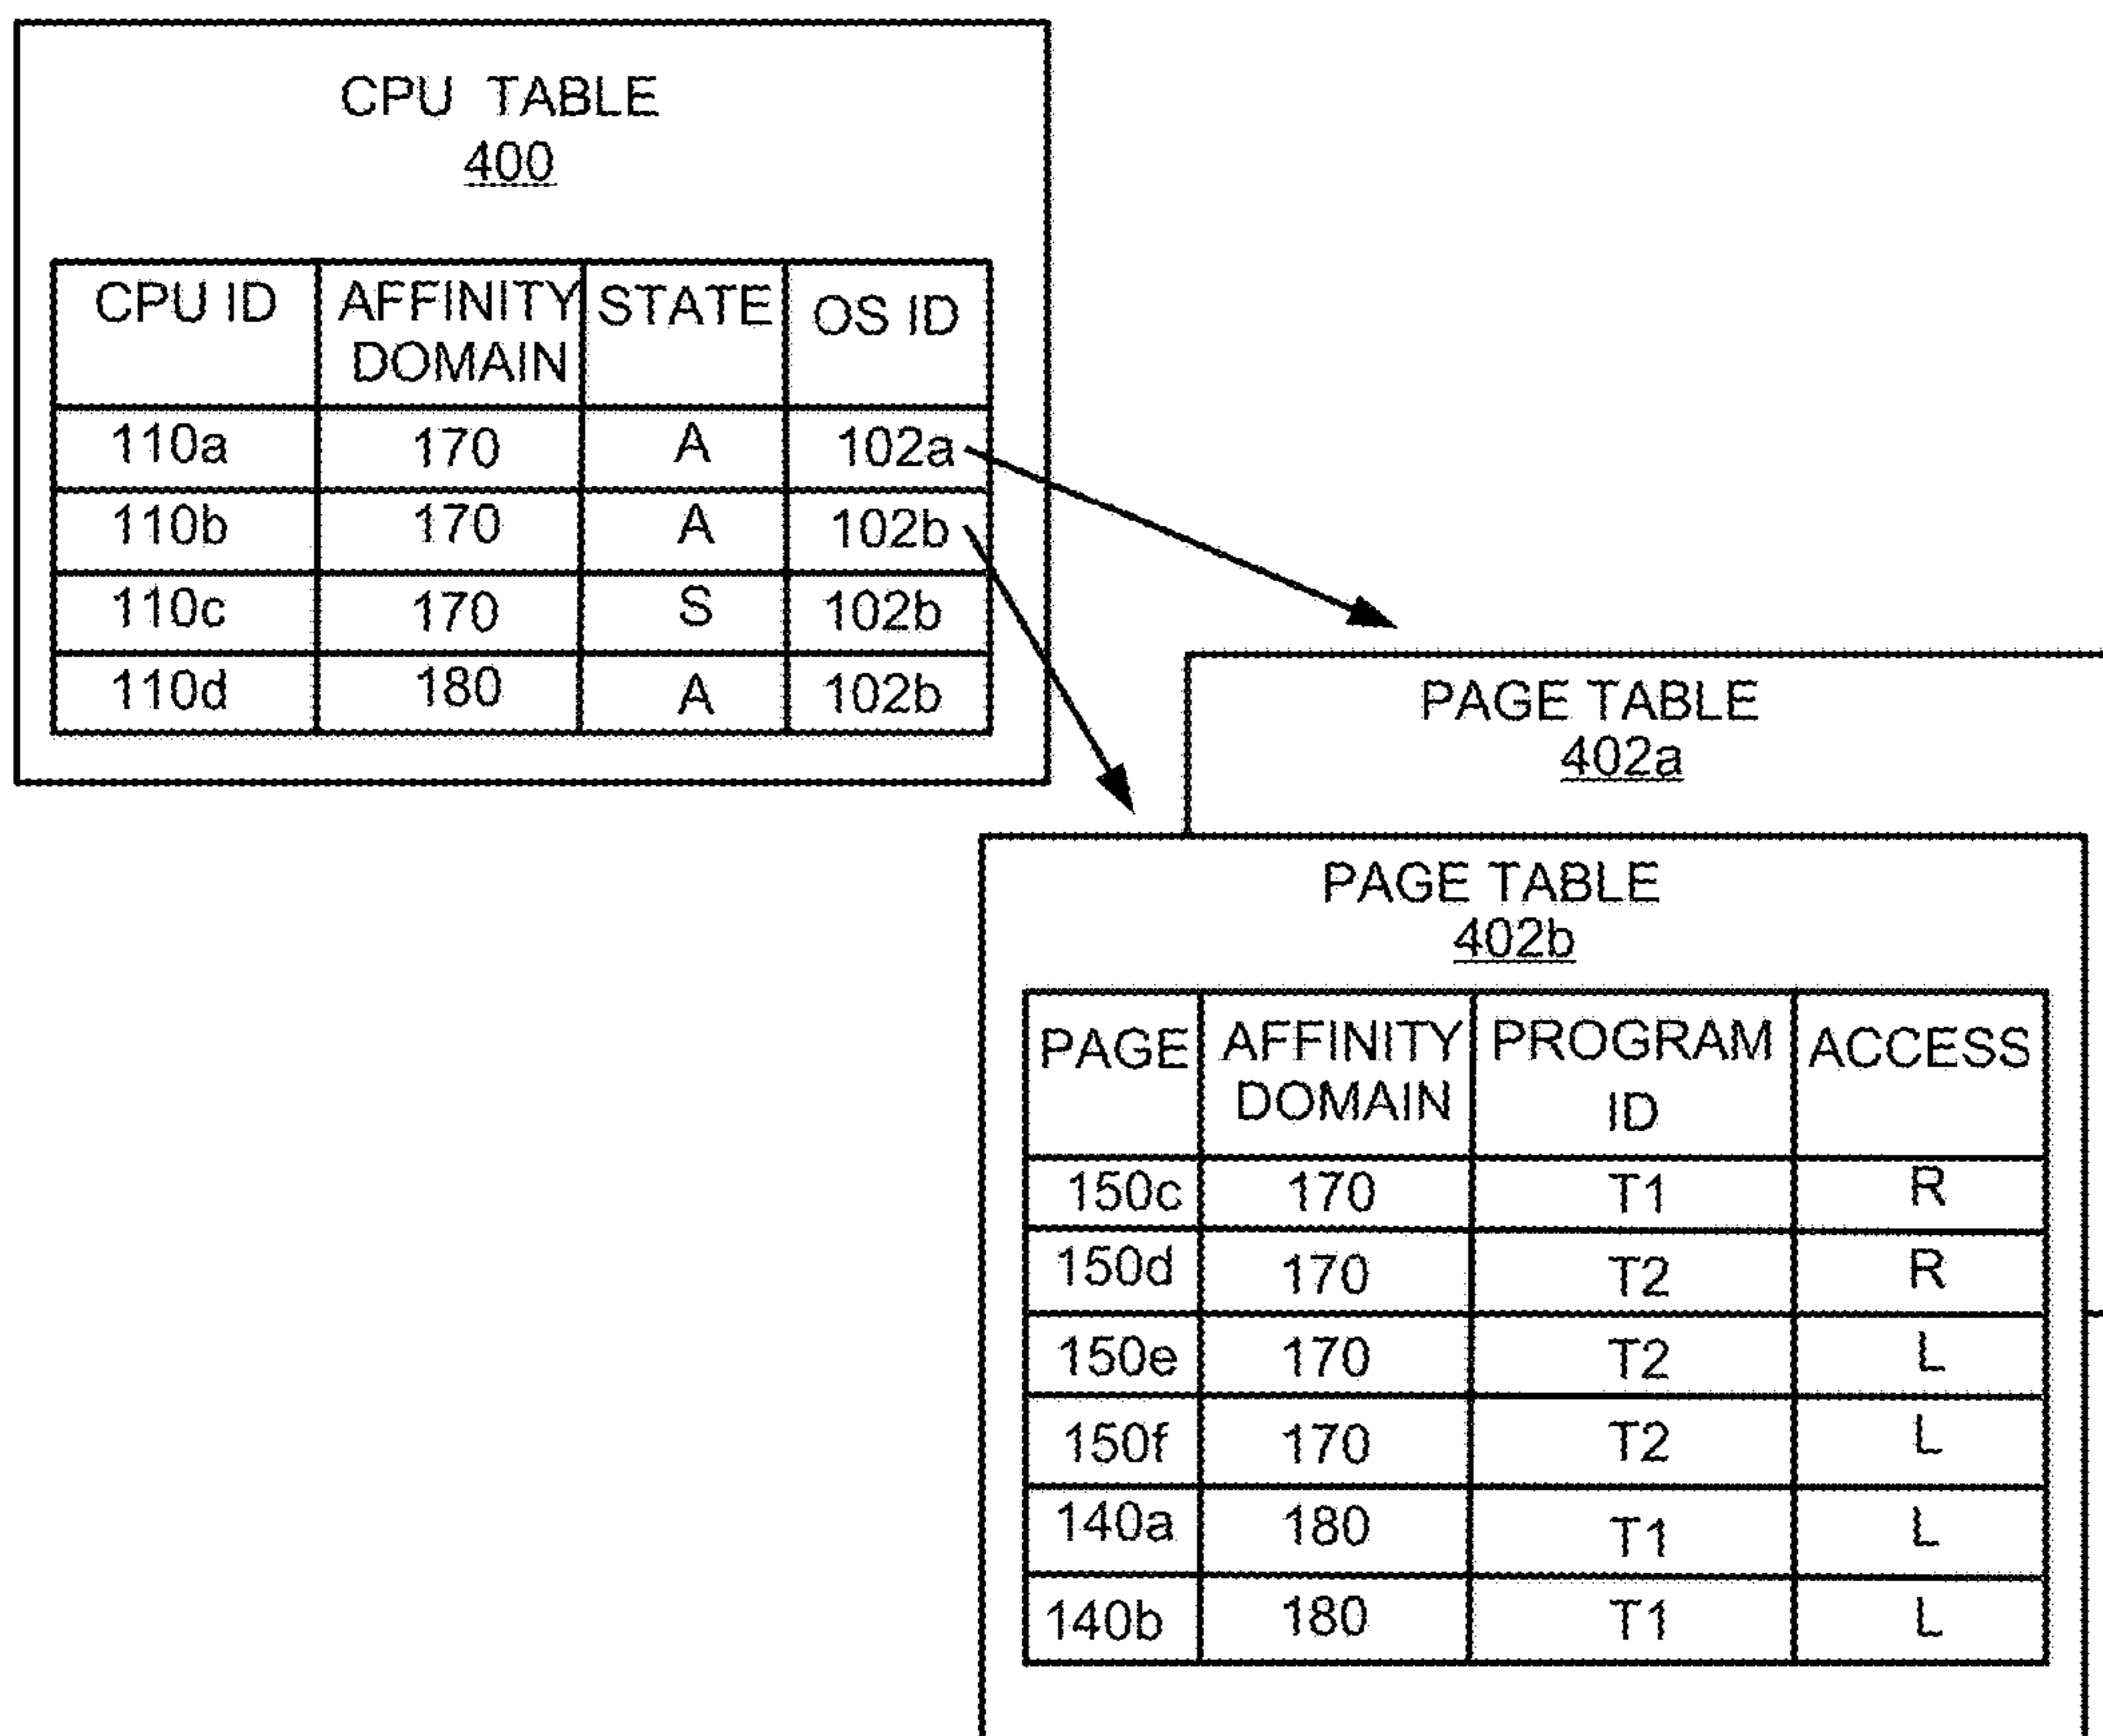 CPU TABLE
400
CPU ID AFFINITY DOMAIN STATE OS ID
110a 170 A 102a
110b 170 A 102b
110c 170 S 102b
110d 180 A 102b
PAGE TABLE
402a
PAGE TABLE
402b
PAGE AFFINITY DOMAIN PROGRAM ID ACCESS
150c 170 T1 R
150d 170 T2 R
150e 170 T2 L
150f 170 T2 L
140a 180 T1 L
140b 180 T1 L